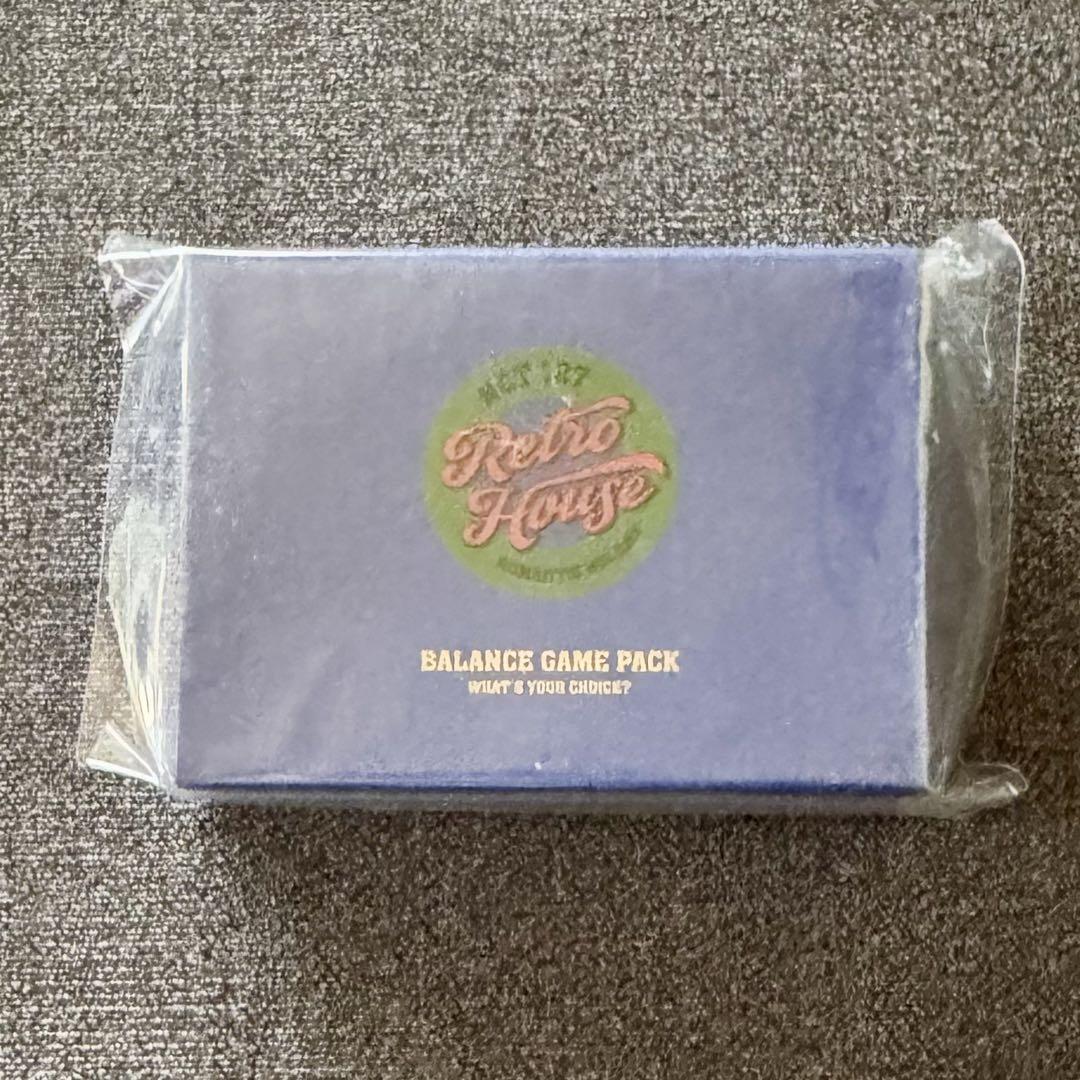 NCT 127
Retro
House
BALANCE GAME PACK
WHAT'S YOUR CHOICE?